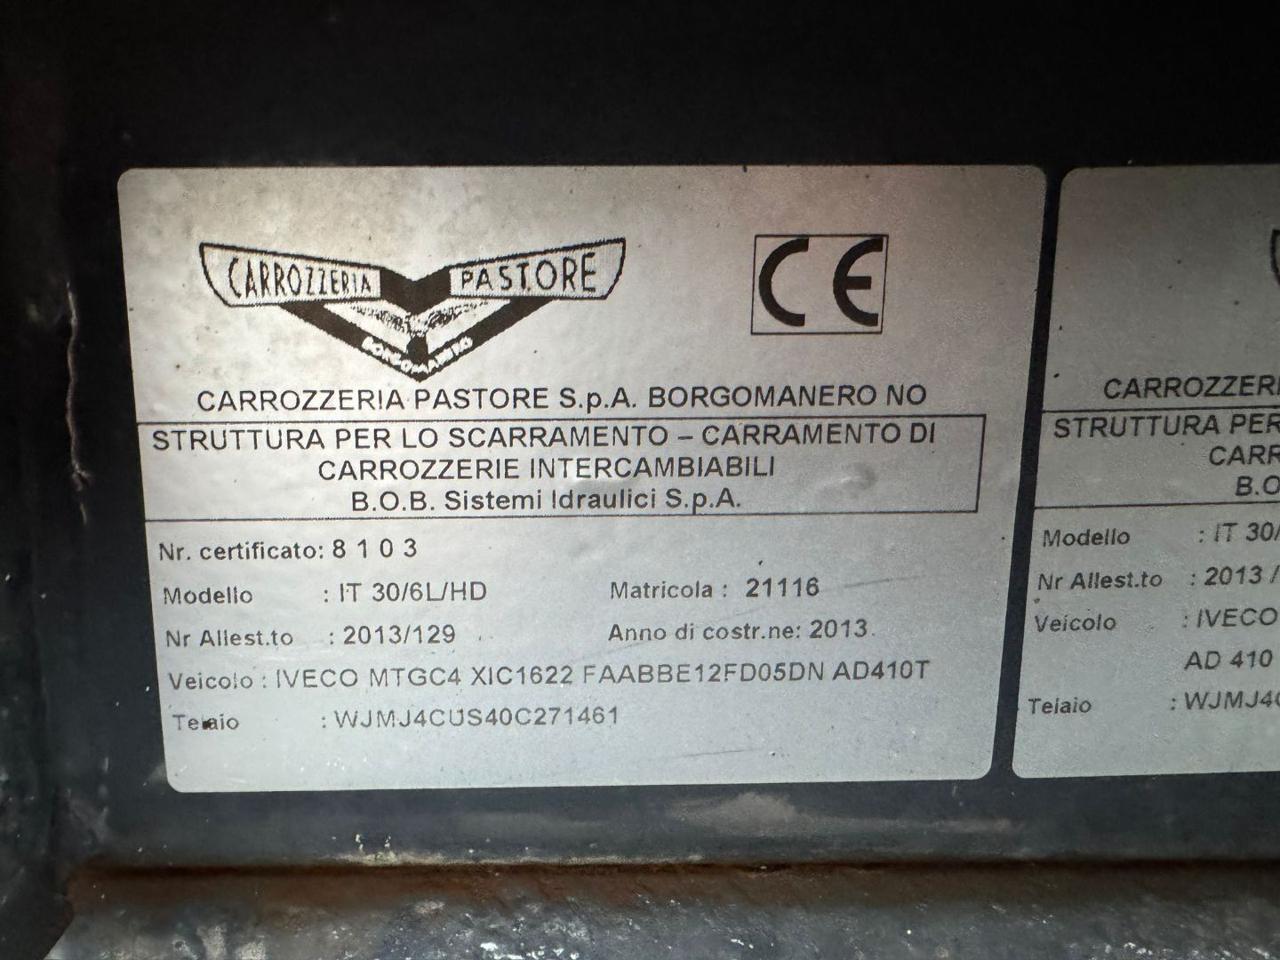 CARROZZERIA PASTORE
BORGOMANERO
CE
CARROZZERIA PASTORE S.p.A. BORGOMANERO NO
STRUTTURA PER LO SCARRAMENTO – CARRAMENTO DI
CARROZZERIE INTERCAMBIABILI
B.O.B. Sistemi Idraulici S.p.A.
Nr. certificato: 8 1 0 3
Modello : IT 30/6L/HD Matricola : 21116
Nr Allest.to : 2013/129 Anno di costr.ne: 2013
Veicolo : IVECO MTGC4 XIC1622 FAABBE12FD05DN AD410T
Telaio : WJMJ4CUS40C271461
CARROZZERI
STRUTTURA PER
CARR
B.O
Modello : IT 30/
Nr Allest.to : 2013 /
Veicolo : IVECO
AD 410
Telaio : WJMJ4